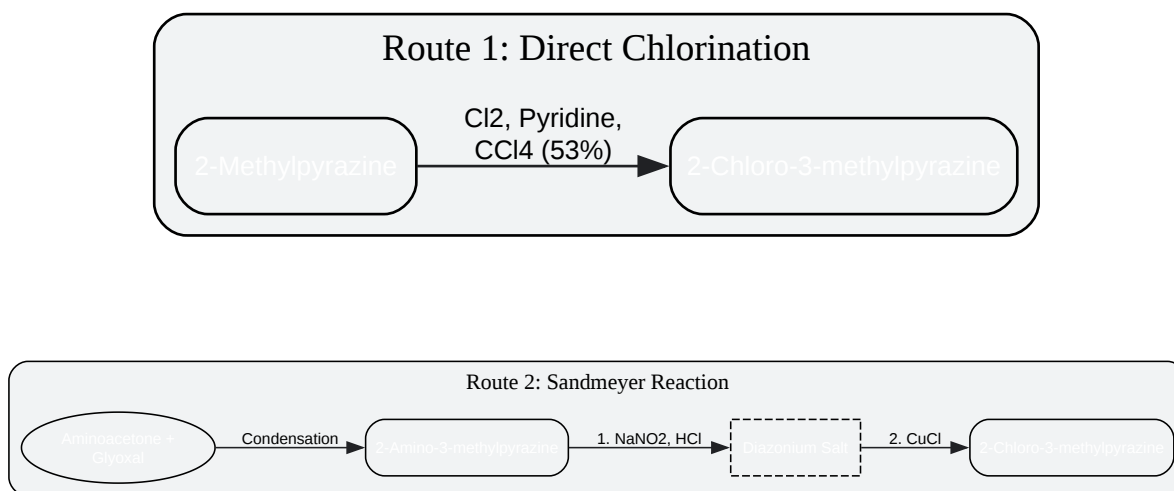 Route 1: Direct Chlorination
2-Methylpyrazine
Cl2, Pyridine,
CCl4 (53%)
2-Chloro-3-methylpyrazine
Route 2: Sandmeyer Reaction
Aminoacetone +
Glyoxal
Condensation
2-Amino-3-methylpyrazine
1. NaNO2, HCl
Diazonium Salt
2. CuCl
2-Chloro-3-methylpyrazine